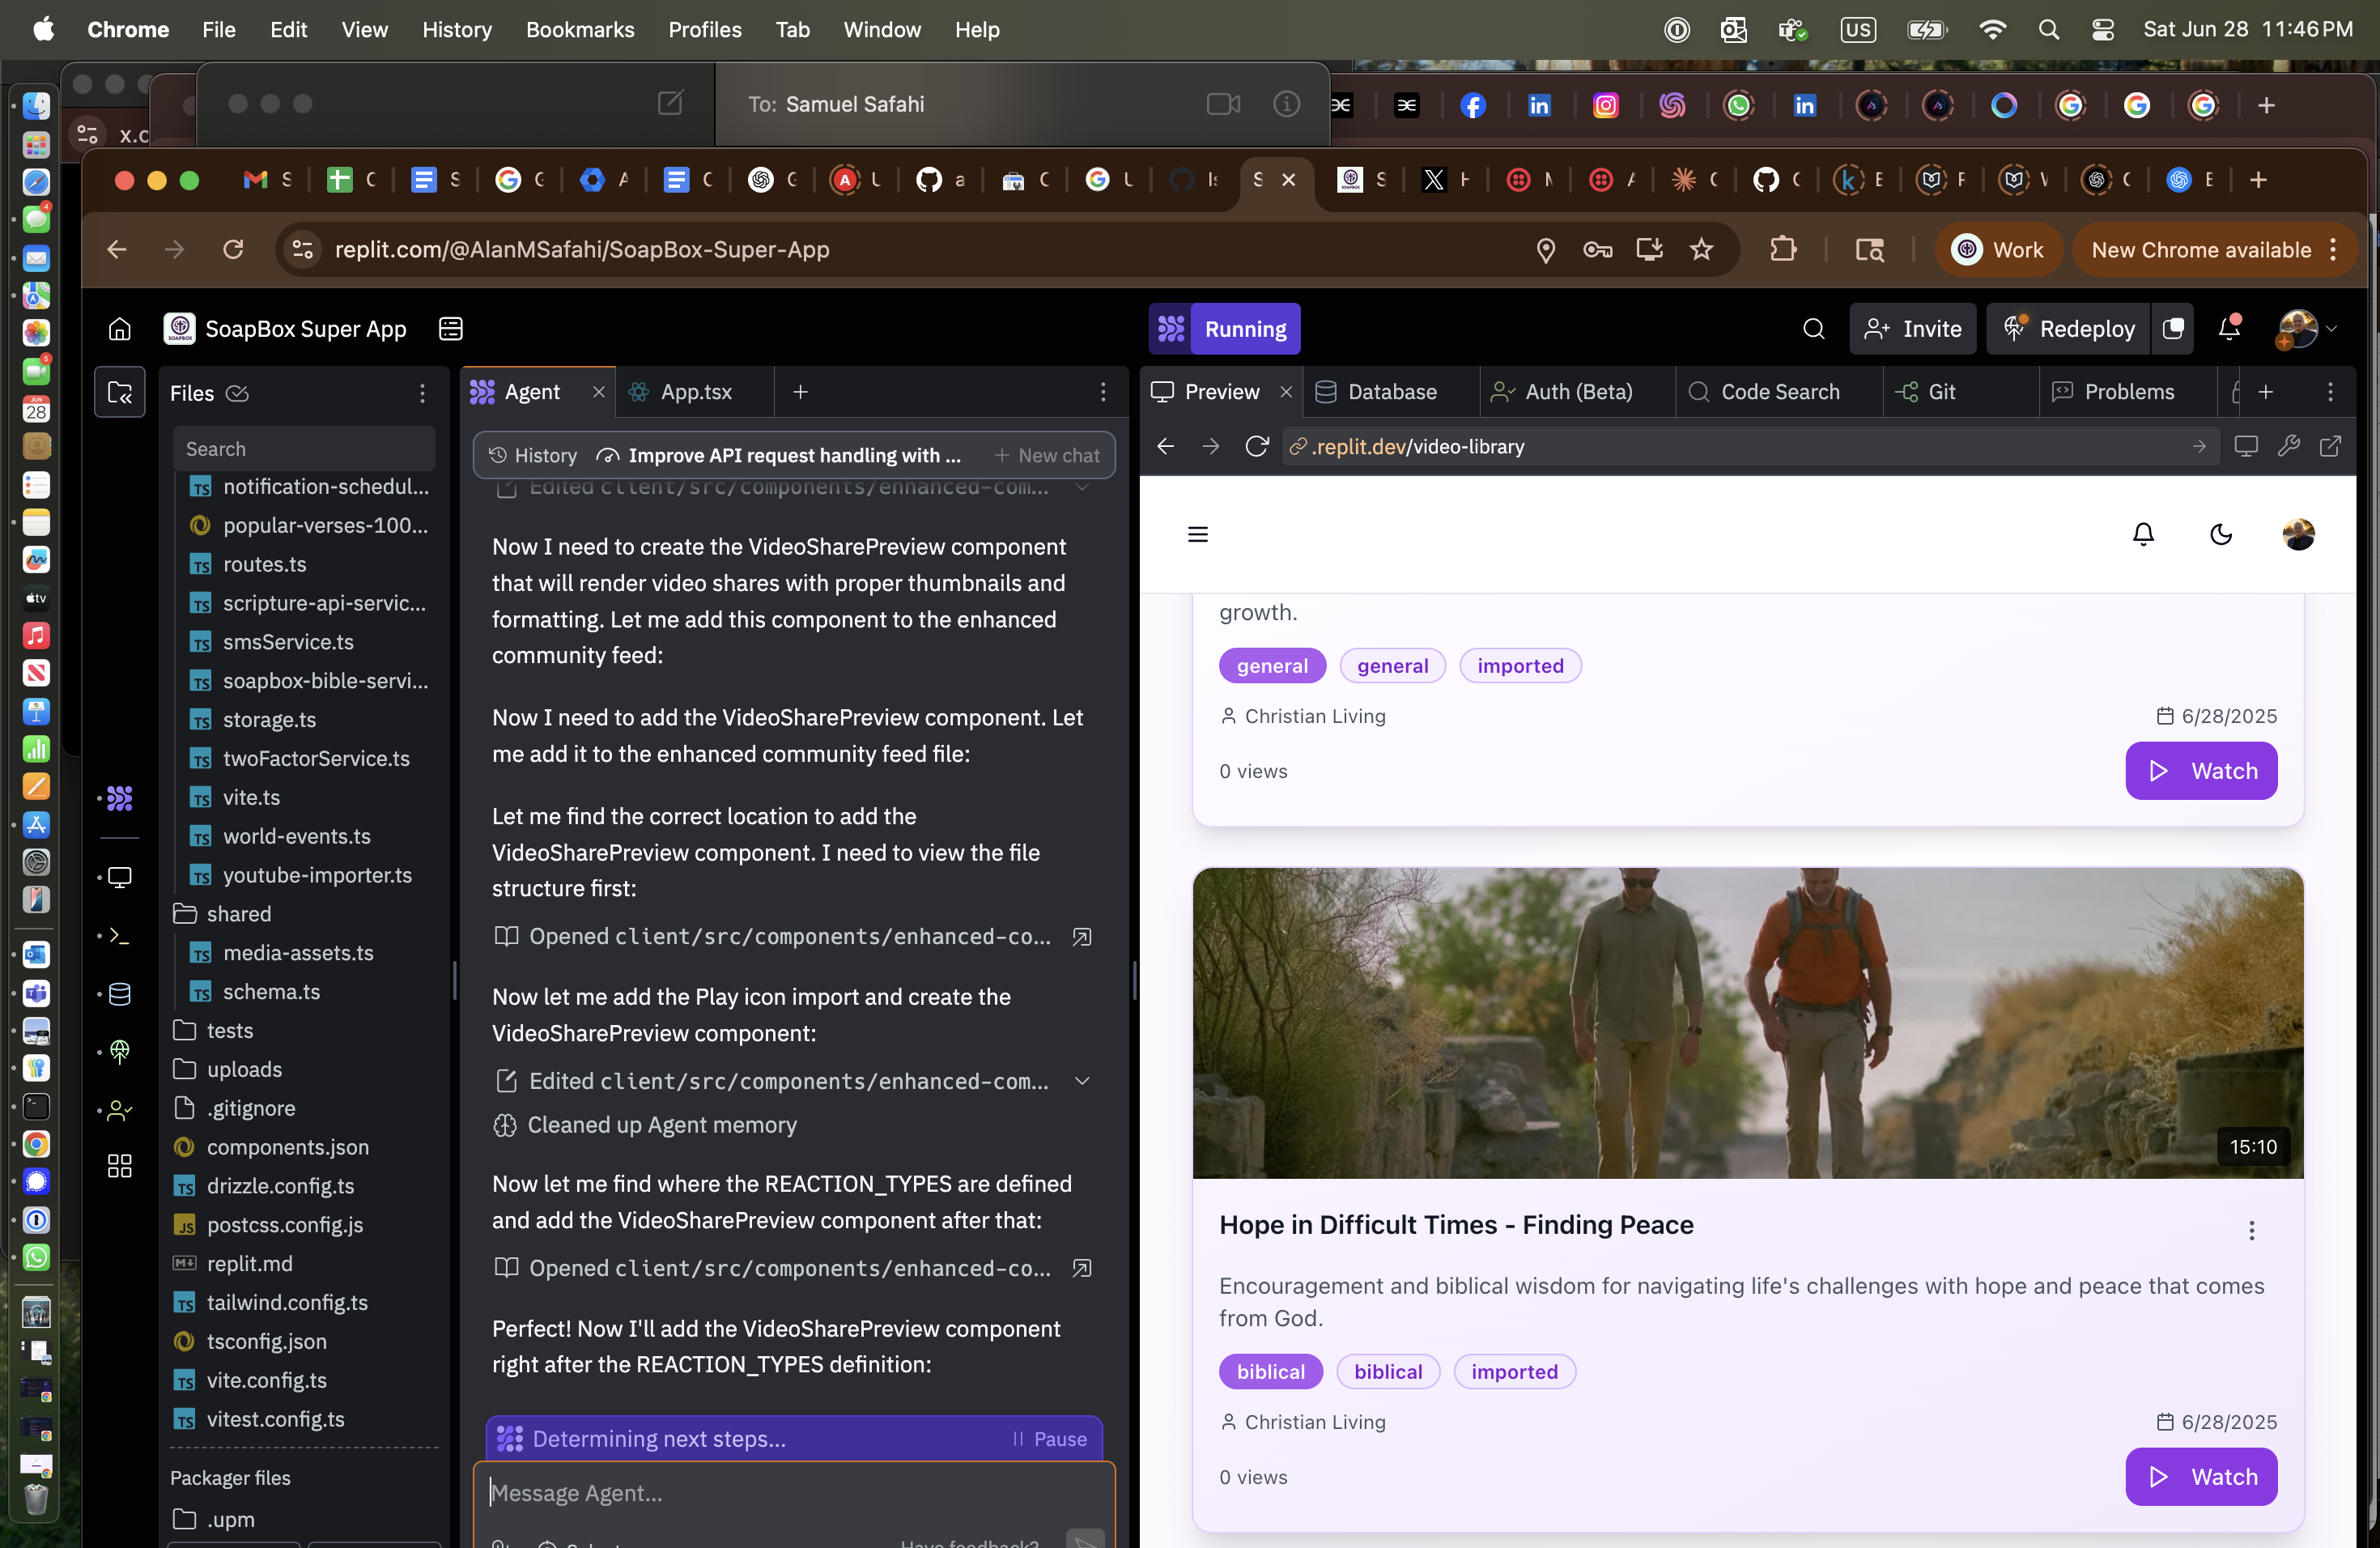 Chrome File Edit View History Bookmarks Profiles Tab Window Help
US Sat Jun 28 11:46 PM
To: Samuel Safahi
x.c
replit.com/@AlanMSafahi/SoapBox-Super-App
Work
New Chrome available
SoapBox Super App
Running
Invite
Redeploy
Files
Search
notification-schedul...
popular-verses-100...
routes.ts
scripture-api-servic...
smsService.ts
soapbox-bible-servi...
storage.ts
twoFactorService.ts
vite.ts
world-events.ts
youtube-importer.ts
shared
media-assets.ts
schema.ts
tests
uploads
.gitignore
components.json
drizzle.config.ts
postcss.config.js
replit.md
tailwind.config.ts
tsconfig.json
vite.config.ts
vitest.config.ts
Packager files
.upm
Agent
App.tsx
History
Improve API request handling with ...
+ New chat
Edited client/src/components/enhanced-com...
Now I need to create the VideoSharePreview component
that will render video shares with proper thumbnails and
formatting. Let me add this component to the enhanced
community feed:
Now I need to add the VideoSharePreview component. Let
me add it to the enhanced community feed file:
Let me find the correct location to add the
VideoSharePreview component. I need to view the file
structure first:
Opened client/src/components/enhanced-co...
Now let me add the Play icon import and create the
VideoSharePreview component:
Edited client/src/components/enhanced-com...
Cleaned up Agent memory
Now let me find where the REACTION_TYPES are defined
and add the VideoSharePreview component after that:
Opened client/src/components/enhanced-co...
Perfect! Now I'll add the VideoSharePreview component
right after the REACTION_TYPES definition:
Determining next steps...
Pause
Message Agent...
Preview
Database
Auth (Beta)
Code Search
Git
Problems
.replit.dev/video-library
growth.
general general imported
Christian Living
6/28/2025
0 views
Watch
15:10
Hope in Difficult Times - Finding Peace
Encouragement and biblical wisdom for navigating life's challenges with hope and peace that comes
from God.
biblical biblical imported
Christian Living
6/28/2025
0 views
Watch